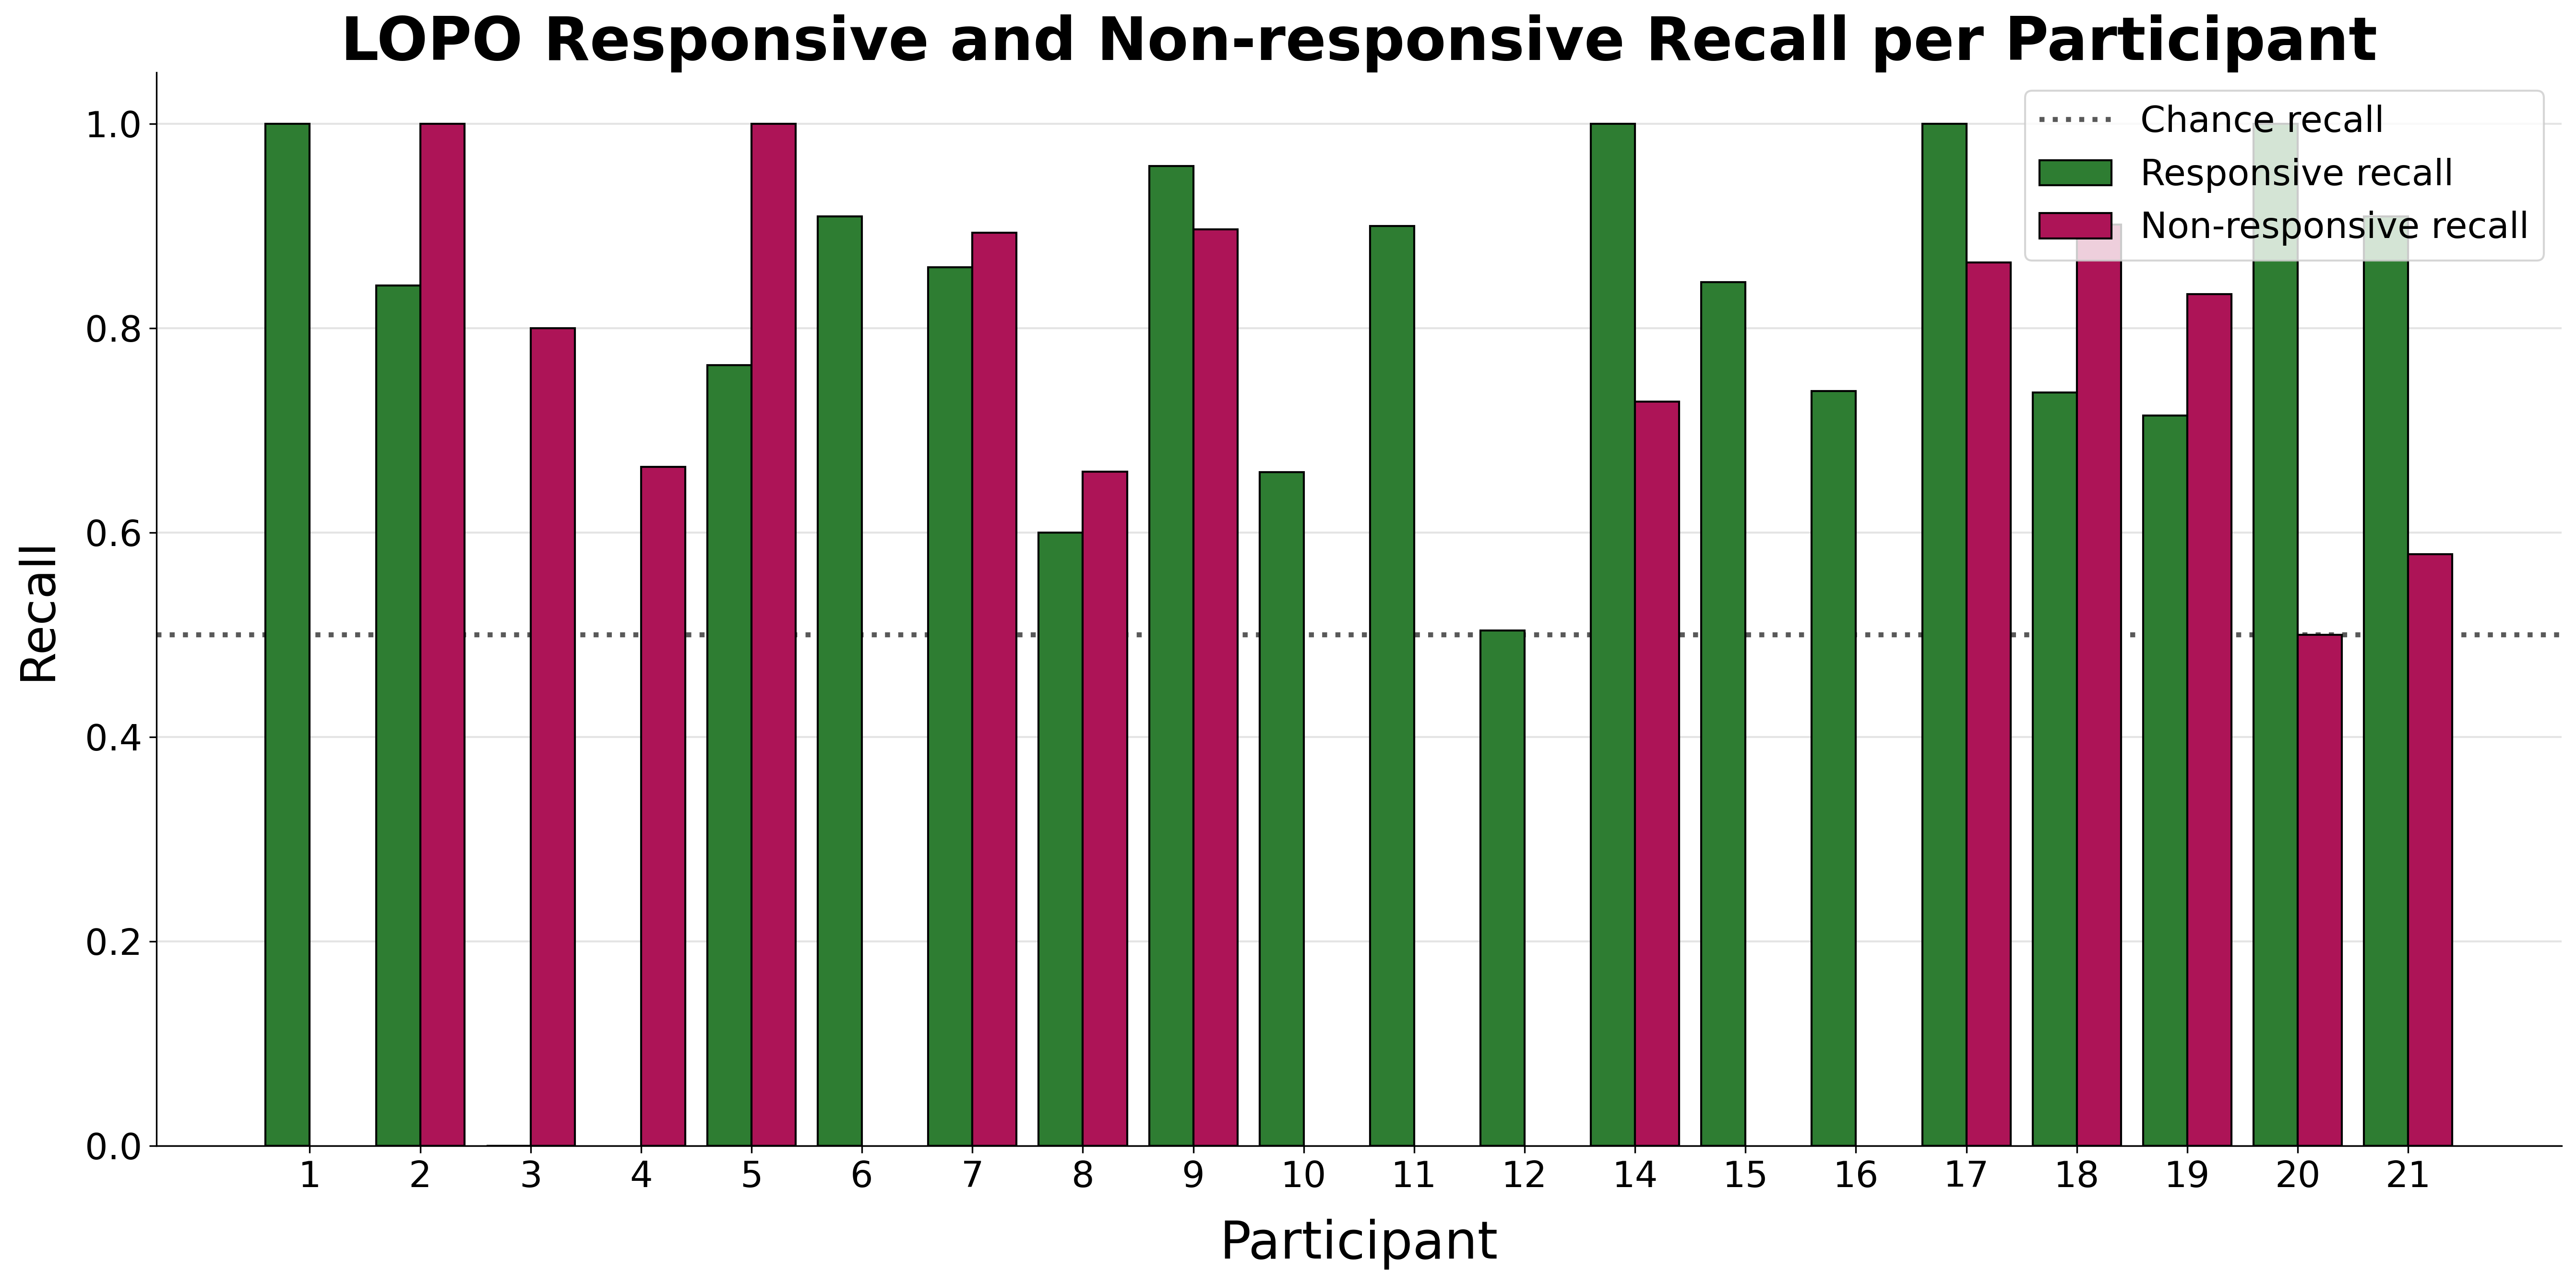 LOPO Responsive and Non-responsive Recall per Participant
Chance recall
Responsive recall
Non-responsive recall
1.0
0.8
0.6
0.4
0.2
0.0
Recall
1 2 3 4 5 6 7 8 9 10 11 12 14 15 16 17 18 19 20 21
Participant